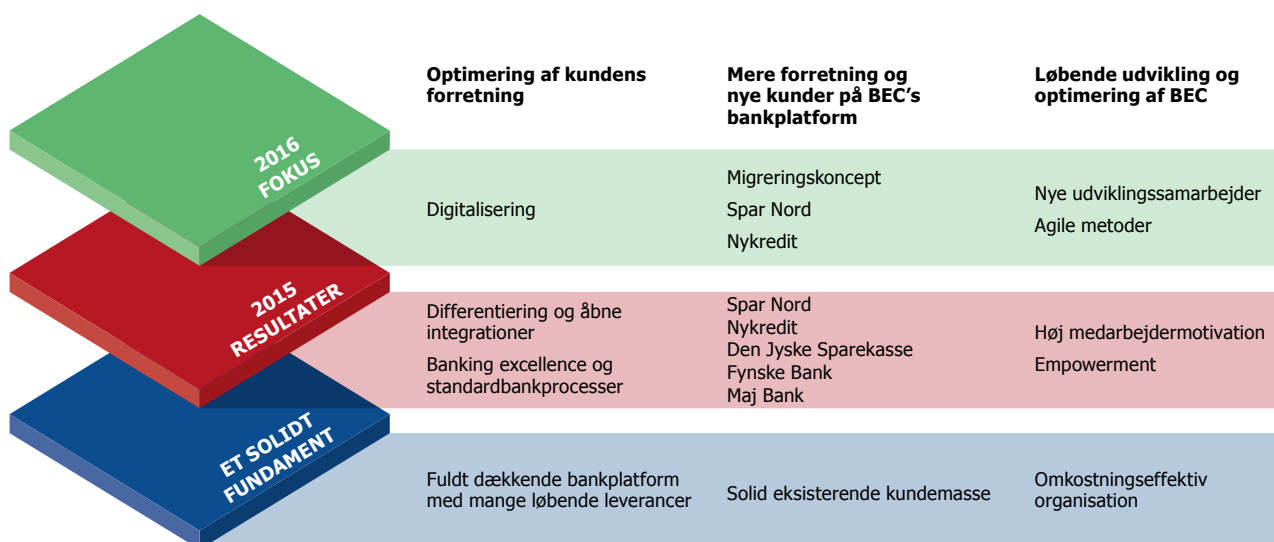 Optimering af kundens
forretning
Mere forretning og
nye kunder på BEC’s
bankplatform
Løbende udvikling og
optimering af BEC
2016
FOKUS
Digitalisering
Migreringskoncept
Spar Nord
Nykredit
Nye udviklingssamarbejder
Agile metoder
2015
RESULTATER
Differentiering og åbne
integrationer
Banking excellence og
standardbankprocesser
Spar Nord
Nykredit
Den Jyske Sparekasse
Fynske Bank
Maj Bank
Høj medarbejdermotivation
Empowerment
ET SOLIDT
FUNDAMENT
Fuldt dækkende bankplatform
med mange løbende leverancer
Solid eksisterende kundemasse
Omkostningseffektiv
organisation